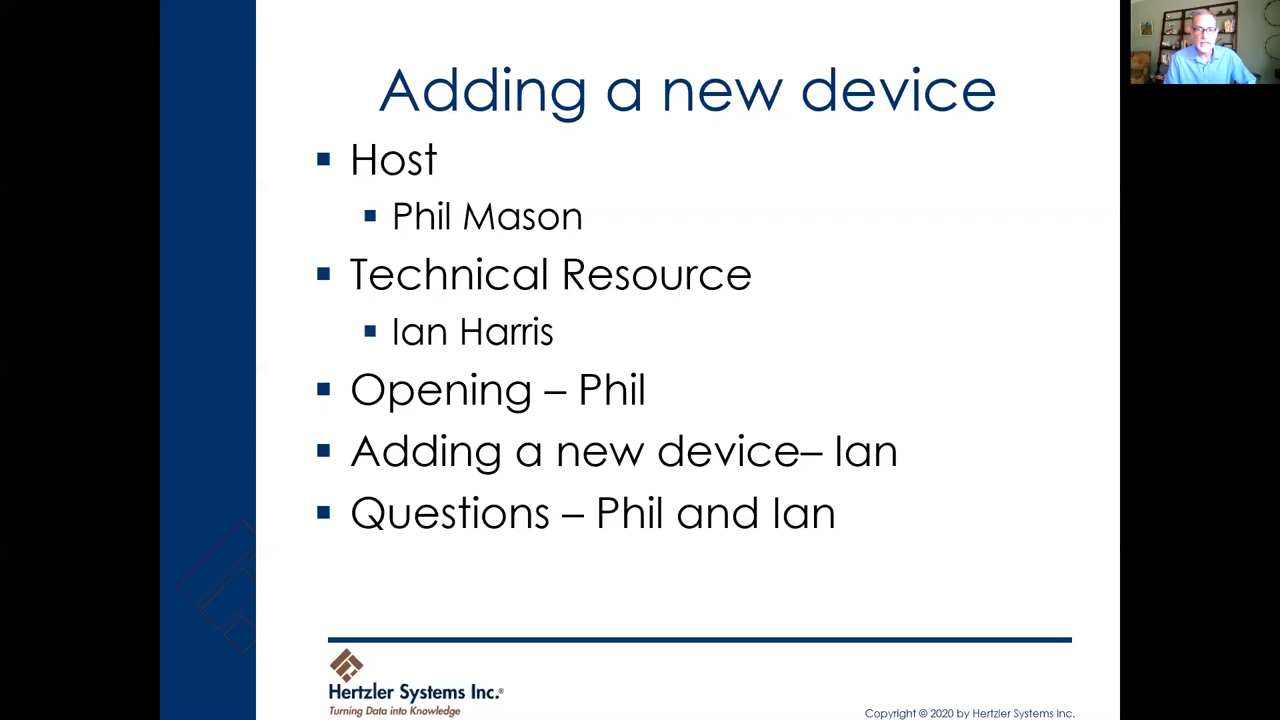 Adding a new device
Host
Phil Mason
Technical Resource
Ian Harris
Opening – Phil
Adding a new device– Ian
Questions – Phil and Ian
Hertzler Systems Inc.®
Turning Data into Knowledge
Copyright © 2020 by Hertzler Systems Inc.